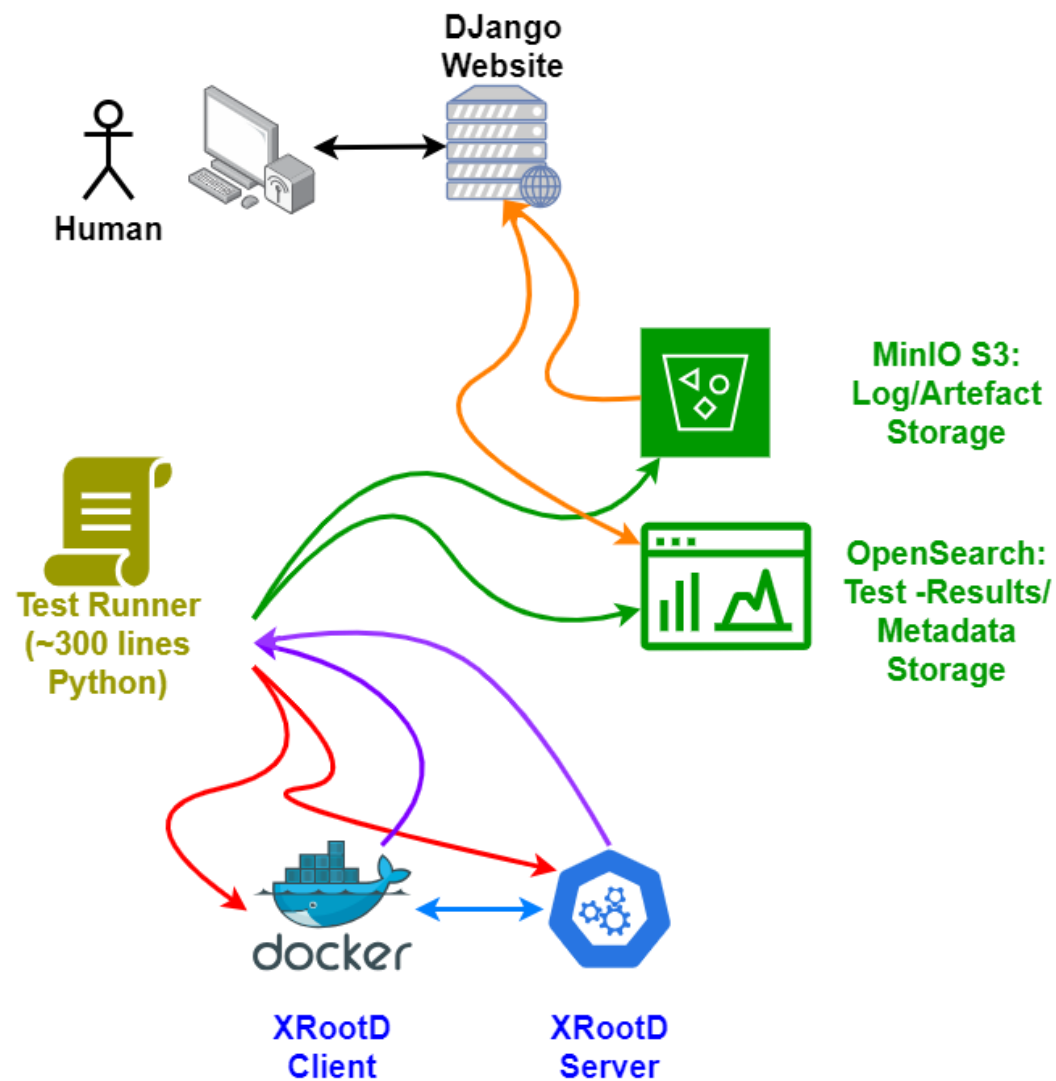 DJango
Website
Human
MinIO S3:
Log/Artefact
Storage
Test Runner
(~300 lines
Python)
OpenSearch:
Test -Results/
Metadata
Storage
docker
XRootD
Client
XRootD
Server